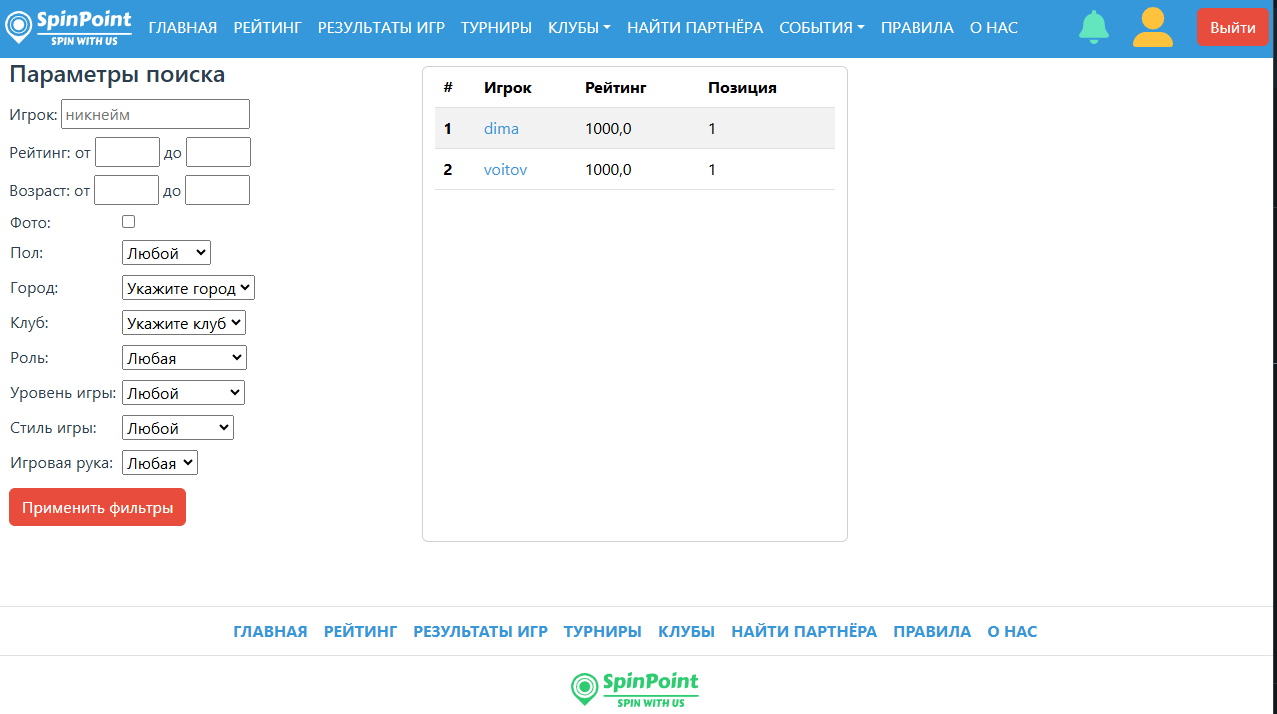 SpinPoint
SPIN WITH US
ГЛАВНАЯ РЕЙТИНГ РЕЗУЛЬТАТЫ ИГР ТУРНИРЫ КЛУБЫ НАЙТИ ПАРТНЁРА СОБЫТИЯ ПРАВИЛА О НАС Выйти
Параметры поиска
Игрок: никнейм
Рейтинг: от до
Возраст: от до
Фото:
Пол: Любой
Город: Укажите город
Клуб: Укажите клуб
Роль: Любая
Уровень игры: Любой
Стиль игры: Любой
Игровая рука: Любая
Применить фильтры
# Игрок Рейтинг Позиция
1 dima 1000,0 1
2 voitov 1000,0 1
ГЛАВНАЯ РЕЙТИНГ РЕЗУЛЬТАТЫ ИГР ТУРНИРЫ КЛУБЫ НАЙТИ ПАРТНЁРА ПРАВИЛА О НАС
SpinPoint
SPIN WITH US